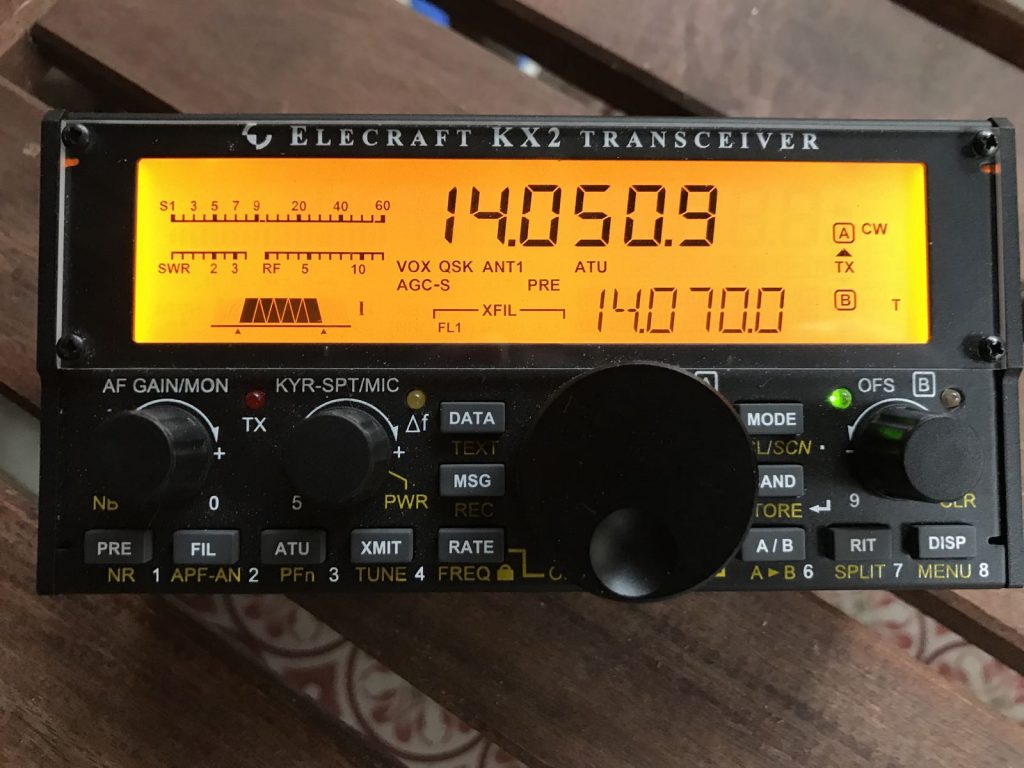 ELECRAFT KX2 TRANSCEIVER
S1 3 5 7 9 20 40 60
14.050.9
A CW
SWR 2 3 RF 5 10
VOX QSK ANT1 ATU
TX
AGC-S PRE
XFIL
FL1
14.070.0
B T
AF GAIN/MON KYR-SPT/MIC OFS B
TX Δf DATA MODE
+ + TEXT /SCN . -
MSG
NB 0 5 PWR REC 9
PRE FIL ATU XMIT RATE A / B RIT DISP
NR 1 APF-AN 2 PFn 3 TUNE 4 FREQ A▸B 6 SPLIT 7 MENU 8